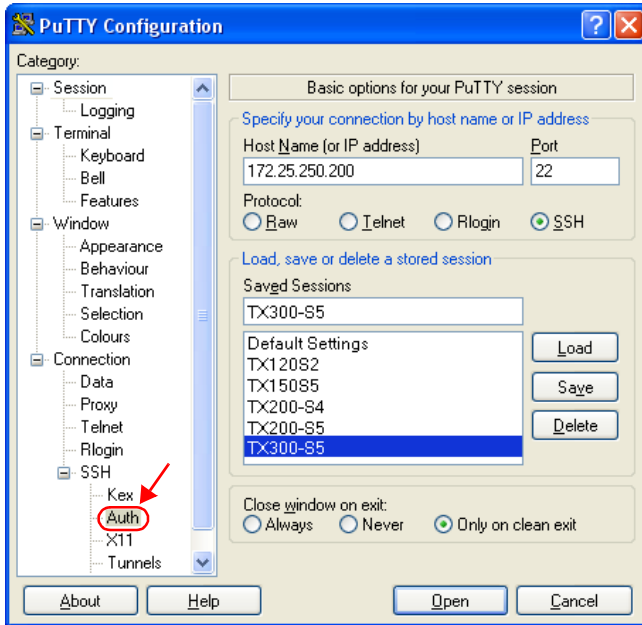 PuTTY Configuration
Category:
Session
Logging
Terminal
Keyboard
Bell
Features
Window
Appearance
Behaviour
Translation
Selection
Colours
Connection
Data
Proxy
Telnet
Rlogin
SSH
Kex
Auth
X11
Tunnels
Basic options for your PuTTY session
Specify your connection by host name or IP address
Host Name (or IP address) Port
172.25.250.200 22
Protocol:
Raw Telnet Rlogin SSH
Load, save or delete a stored session
Saved Sessions
TX300-S5
Default Settings
TX120S2
TX150S5
TX200-S4
TX200-S5
TX300-S5
Load
Save
Delete
Close window on exit:
Always Never Only on clean exit
About Help Open Cancel